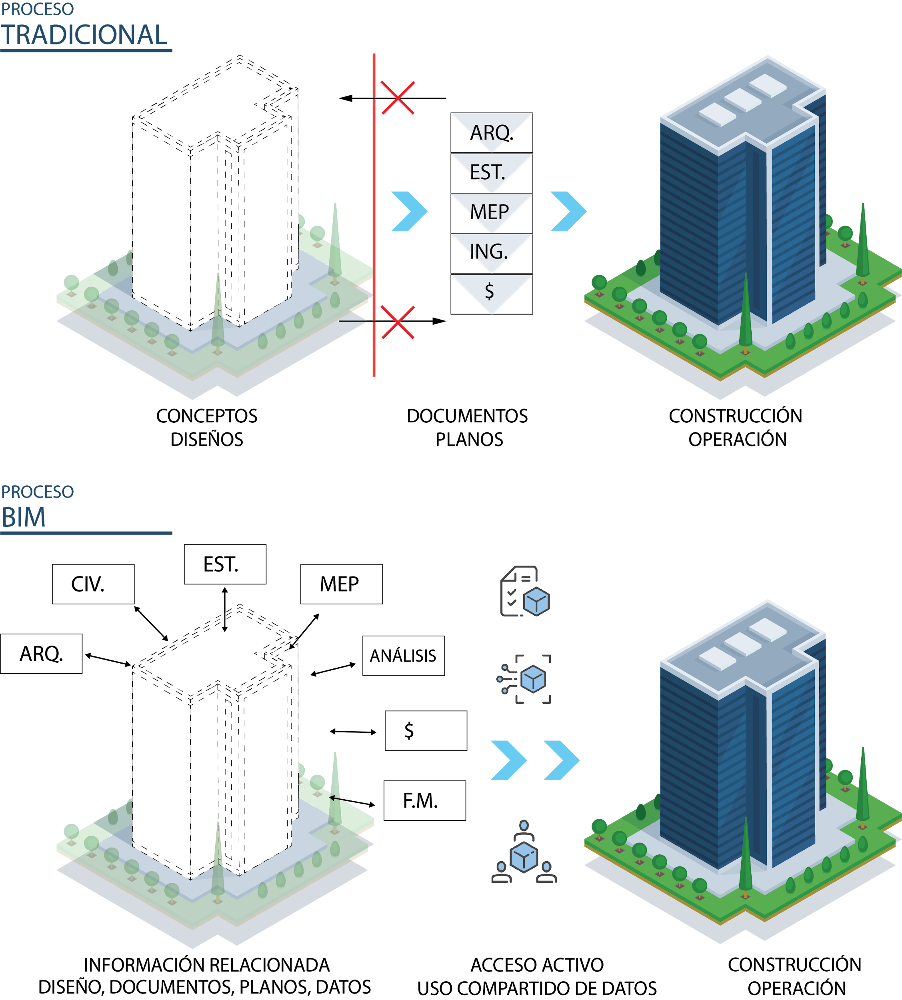 PROCESO
TRADICIONAL
ARQ.
EST.
MEP
ING.
$
CONCEPTOS
DISEÑOS
DOCUMENTOS
PLANOS
CONSTRUCCIÓN
OPERACIÓN
PROCESO
BIM
EST.
CIV.
MEP
ARQ.
ANÁLISIS
$
F.M.
INFORMACIÓN RELACIONADA
DISEÑO, DOCUMENTOS, PLANOS, DATOS
ACCESO ACTIVO
USO COMPARTIDO DE DATOS
CONSTRUCCIÓN
OPERACIÓN